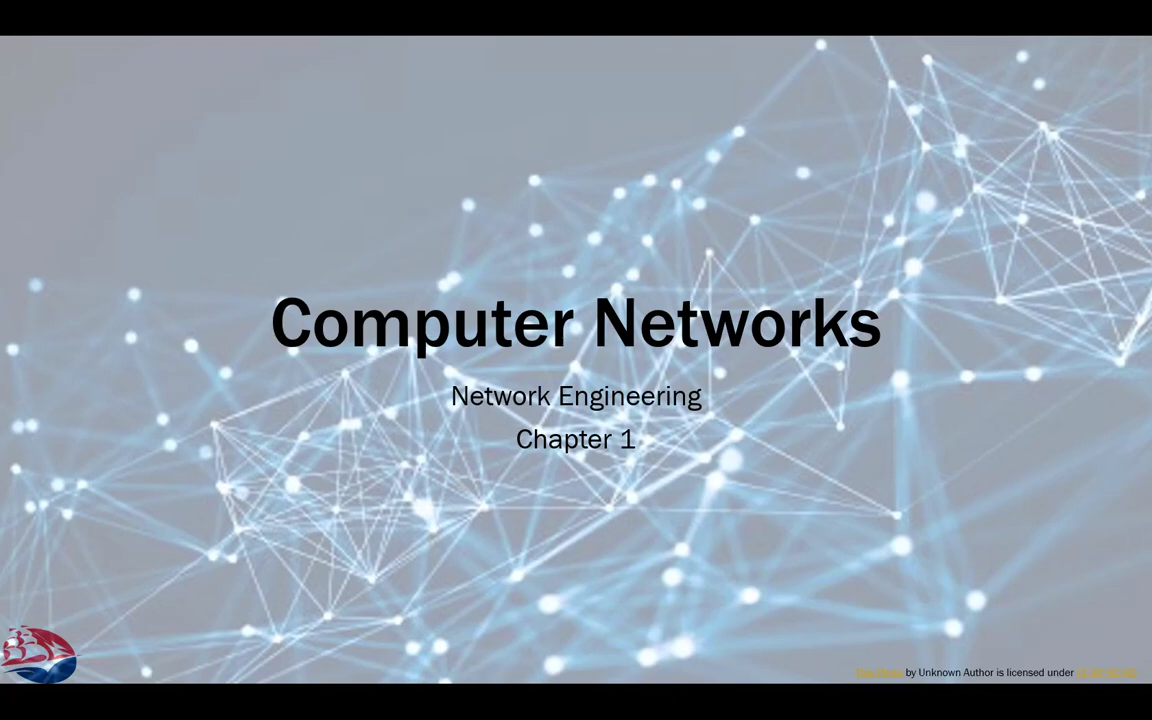 Computer Networks
Network Engineering
Chapter 1
by Unknown Author is licensed under